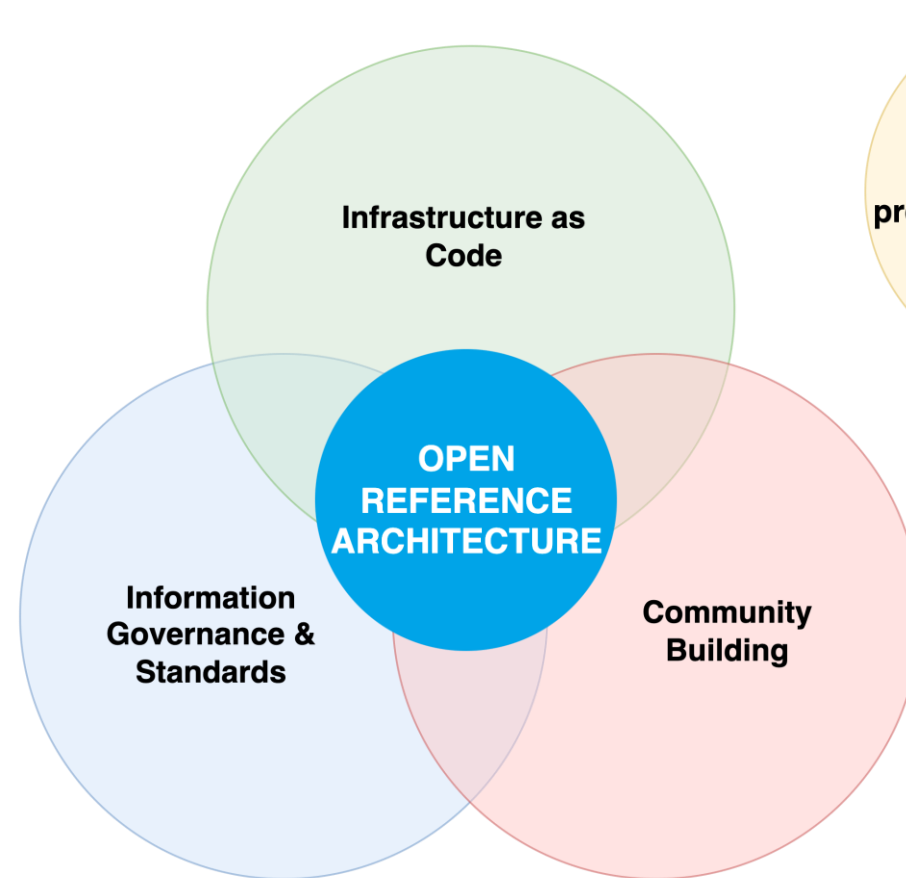 Infrastructure as
Code
OPEN
REFERENCE
ARCHITECTURE
Information
Governance &
Standards
Community
Building